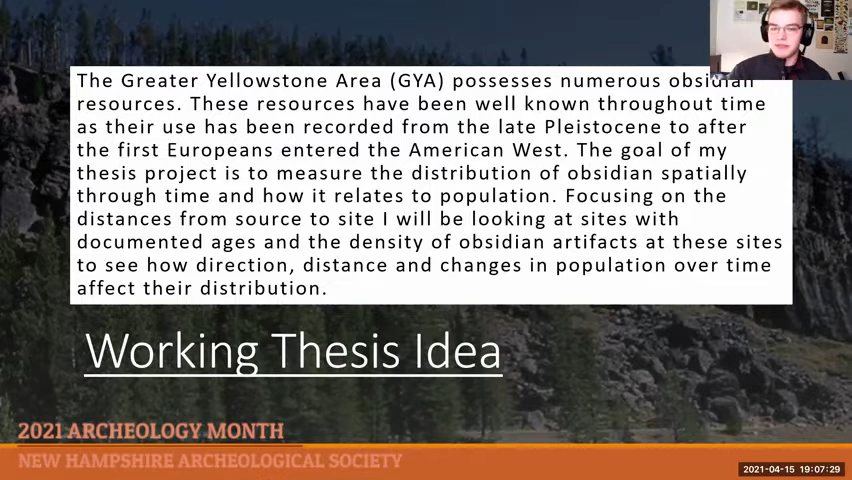 The Greater Yellowstone Area (GYA) possesses numerous obsidian
resources. These resources have been well known throughout time
as their use has been recorded from the late Pleistocene to after
the first Europeans entered the American West. The goal of my
thesis project is to measure the distribution of obsidian spatially
through time and how it relates to population. Focusing on the
distances from source to site I will be looking at sites with
documented ages and the density of obsidian artifacts at these sites
to see how direction, distance and changes in population over time
affect their distribution.
Working Thesis Idea
2021 ARCHEOLOGY MONTH
NEW HAMPSHIRE ARCHEOLOGICAL SOCIETY
2021-04-15 19:07:29